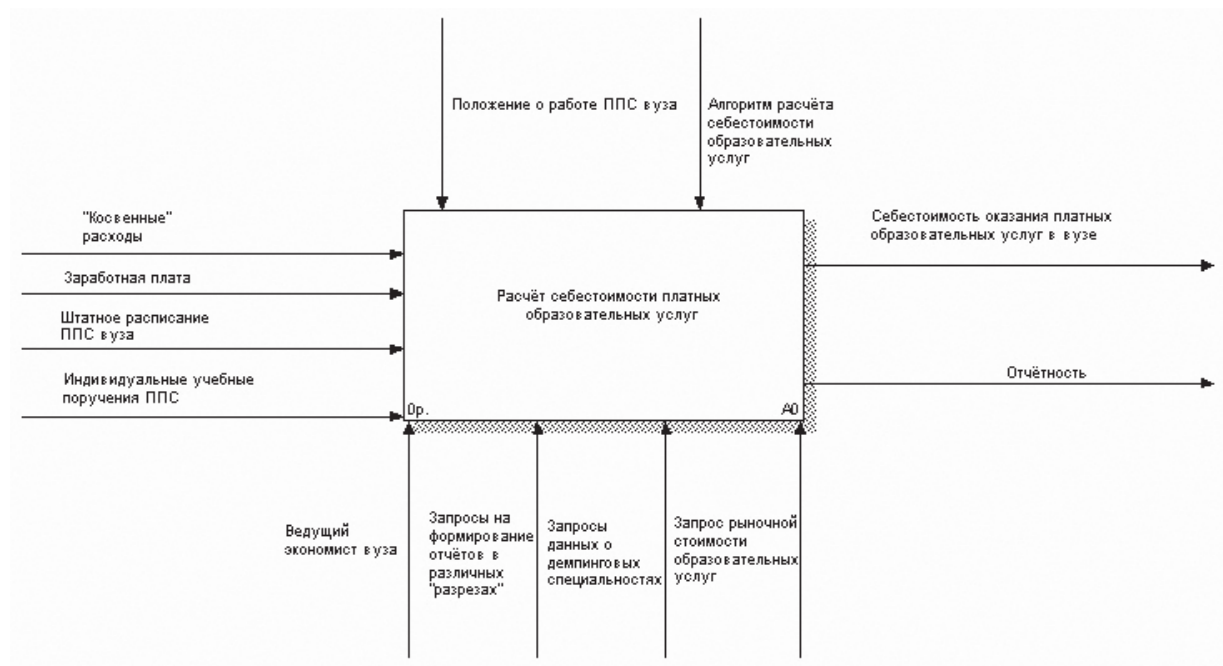 Положение о работе ППС вуза
Алгоритм расчёта
себестоимости
образовательных
услуг
"Косвенные"
расходы
Заработная плата
Штатное расписание
ППС вуза
Индивидуальные учебные
поручения ППС
Расчёт себестоимости платных
образовательных услуг
0р.
А0
Себестоимость оказания платных
образовательных услуг в вузе
Отчётность
Ведущий
экономист вуза
Запросы на
формирование
отчётов в
различных
"разрезах"
Запросы
данных о
демпинговых
специальностях
Запрос рыночной
стоимости
образовательных
услуг